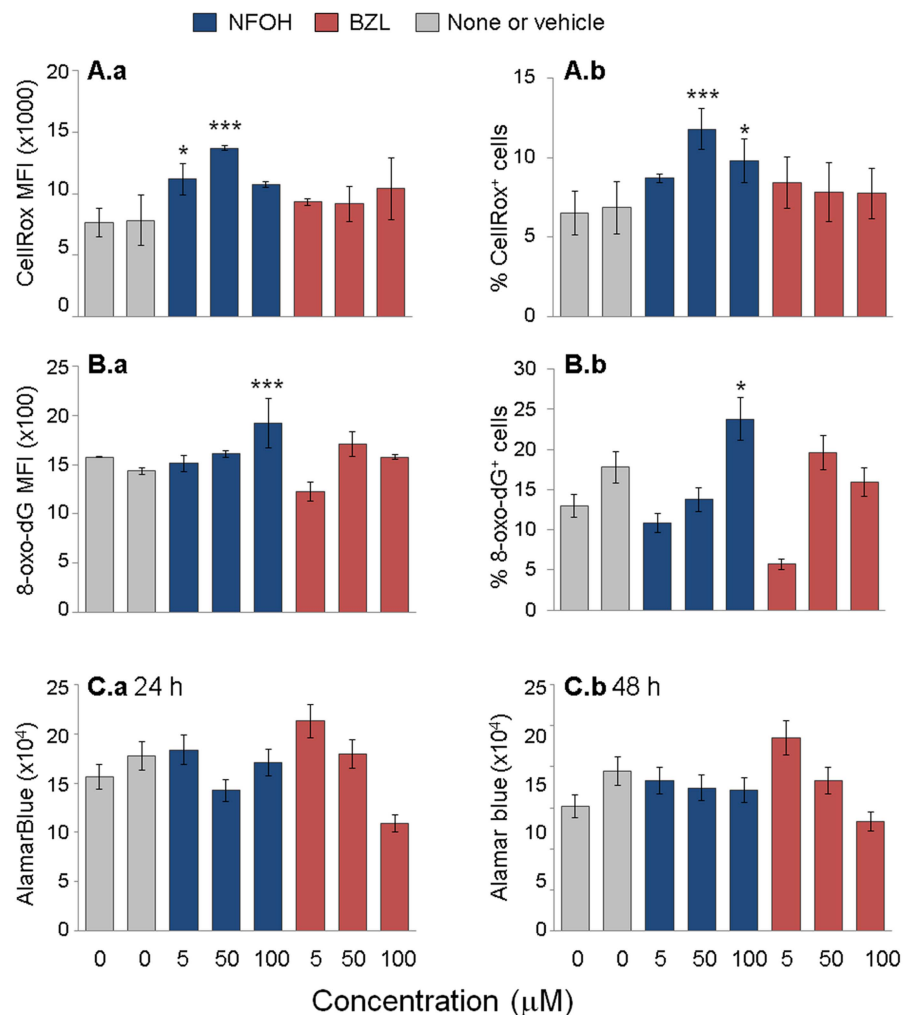 NFOH BZL None or vehicle
A.a
CellRox MFI (x1000)
20
15
10
5
0
* ***
A.b
% CellRox⁺ cells
15
10
5
0
*** *
B.a
8-oxo-dG MFI (x100)
25
20
15
10
5
0
***
B.b
% 8-oxo-dG⁺ cells
30
25
20
15
10
5
0
*
C.a 24 h
AlamarBlue (x10⁴)
25
20
15
10
5
0
0 0 5 50 100 5 50 100
C.b 48 h
Alamar blue (x10⁴)
25
20
15
10
5
0
0 0 5 50 100 5 50 100
Concentration (μM)